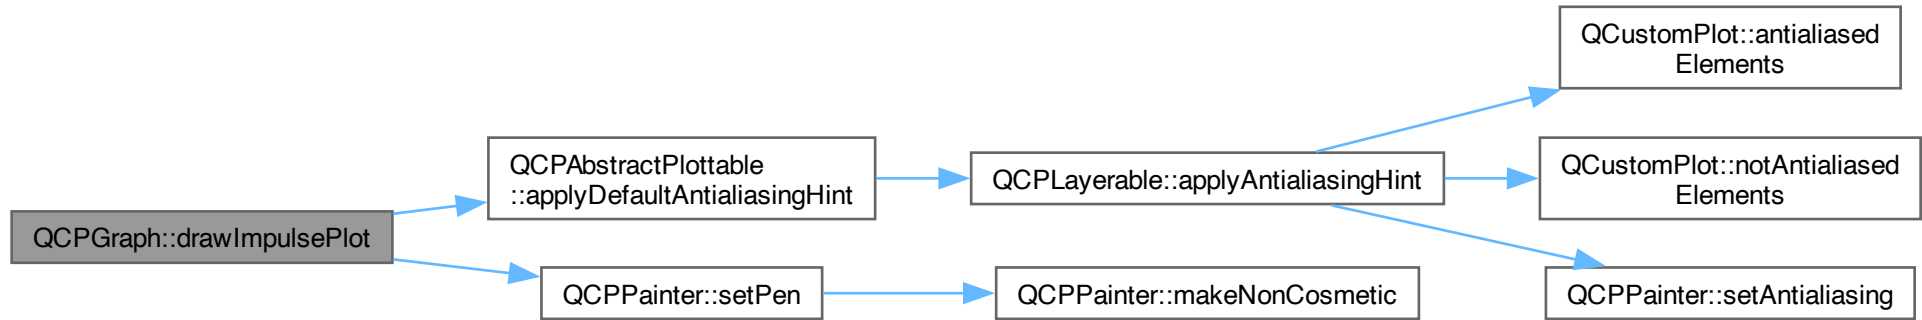 QCPGraph::drawImpulsePlot
QCPAbstractPlottable
::applyDefaultAntialiasingHint
QCPPainter::setPen
QCPLayerable::applyAntialiasingHint
QCPPainter::makeNonCosmetic
QCustomPlot::antialiased
Elements
QCustomPlot::notAntialiased
Elements
QCPPainter::setAntialiasing